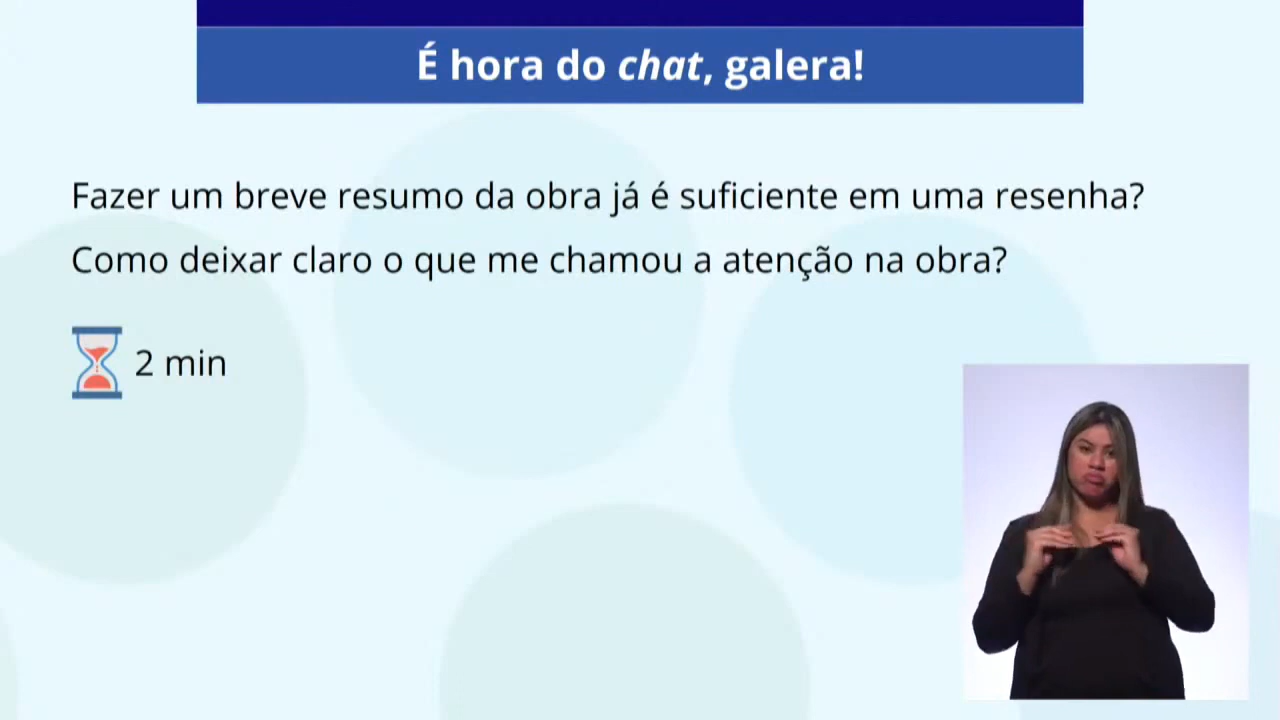 É hora do chat, galera!
Fazer um breve resumo da obra já é suficiente em uma resenha?
Como deixar claro o que me chamou a atenção na obra?
2 min